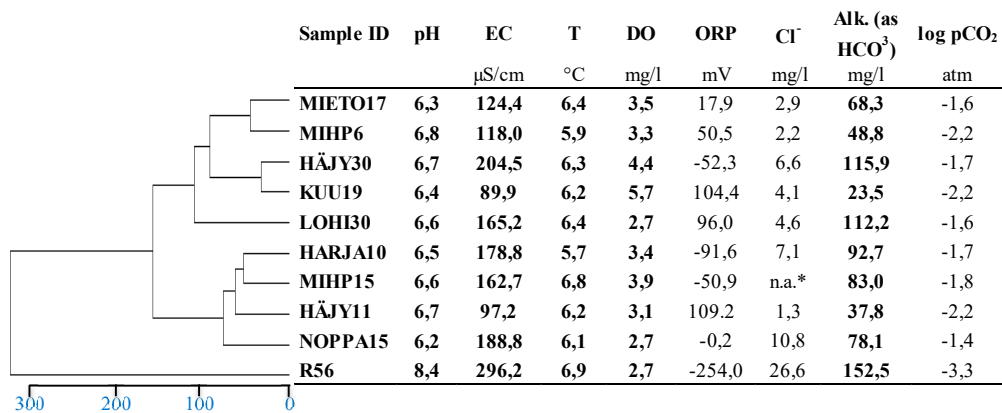 Sample ID pH EC T DO ORP Cl⁻ Alk. (as HCO³) log pCO₂
µS/cm °C mg/l mV mg/l mg/l atm
MIETO17 6,3 124,4 6,4 3,5 17,9 2,9 68,3 -1,6
MIHP6 6,8 118,0 5,9 3,3 50,5 2,2 48,8 -2,2
HÄJY30 6,7 204,5 6,3 4,4 -52,3 6,6 115,9 -1,7
KUU19 6,4 89,9 6,2 5,7 104,4 4,1 23,5 -2,2
LOHI30 6,6 165,2 6,4 2,7 96,0 4,6 112,2 -1,6
HARJA10 6,5 178,8 5,7 3,4 -91,6 7,1 92,7 -1,7
MIHP15 6,6 162,7 6,8 3,9 -50,9 n.a.* 83,0 -1,8
HÄJY11 6,7 97,2 6,2 3,1 109.2 1,3 37,8 -2,2
NOPPA15 6,2 188,8 6,1 2,7 -0,2 10,8 78,1 -1,4
R56 8,4 296,2 6,9 2,7 -254,0 26,6 152,5 -3,3
300 200 100 0